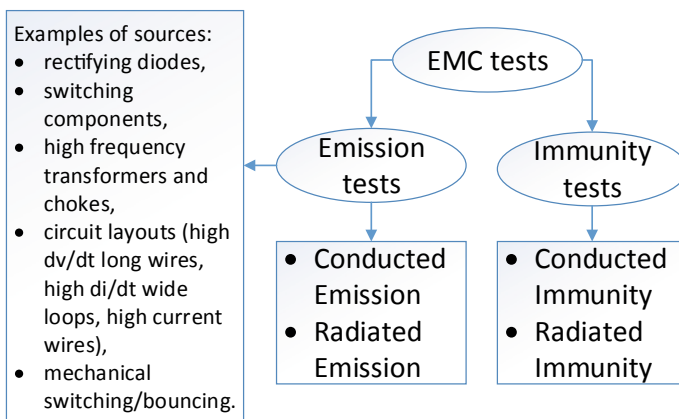 Examples of sources:
• rectifying diodes,
• switching
components,
• high frequency
transformers and
chokes,
• circuit layouts (high
dv/dt long wires,
high di/dt wide
loops, high current
wires),
• mechanical
switching/bouncing.
EMC tests
Emission
tests
Immunity
tests
• Conducted
Emission
• Radiated
Emission
• Conducted
Immunity
• Radiated
Immunity